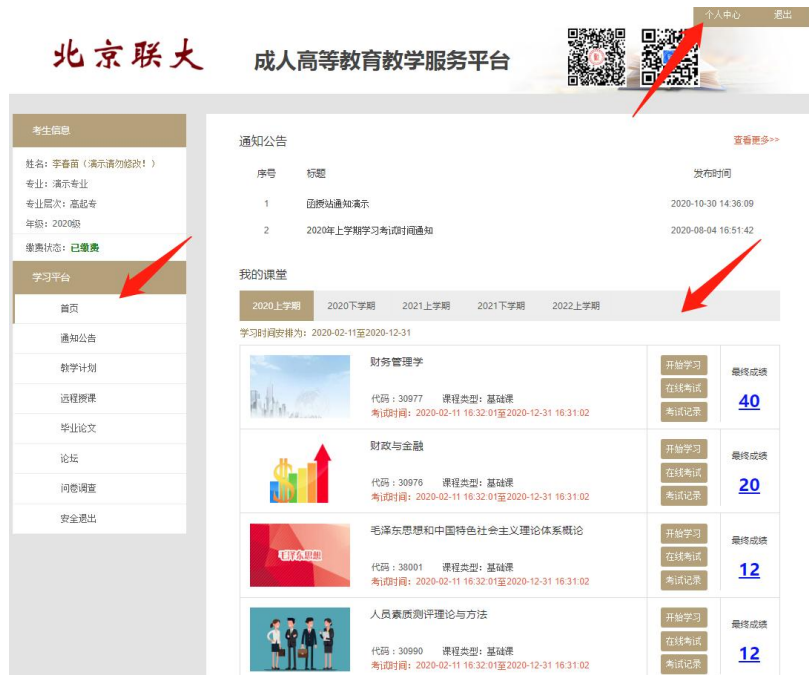 个人中心 退出
北京联大 成人高等教育教学服务平台
考生信息
姓名：李春苗（演示请勿修改！）
专业：演示专业
专业层次：高起专
年级：2020级
缴费状态：已缴费
学习平台
首页
通知公告
教学计划
远程授课
毕业论文
论坛
问卷调查
安全退出
通知公告 查看更多>>
序号 标题 发布时间
1 函授站通知演示 2020-10-30 14:36:09
2 2020年上学期学习考试时间通知 2020-08-04 16:51:42
我的课堂
2020上学期 2020下学期 2021上学期 2021下学期 2022上学期
学习时间安排为：2020-02-11至2020-12-31
财务管理学
代码：30977 课程类型：基础课
考试时间：2020-02-11 16:32:01至2020-12-31 16:31:02
开始学习
在线考试
考试记录
最终成绩
40
财政与金融
代码：30976 课程类型：基础课
考试时间：2020-02-11 16:32:01至2020-12-31 16:31:02
开始学习
在线考试
考试记录
最终成绩
20
毛泽东思想
毛泽东思想和中国特色社会主义理论体系概论
代码：38001 课程类型：基础课
考试时间：2020-02-11 16:32:01至2020-12-31 16:31:02
开始学习
在线考试
考试记录
最终成绩
12
人员素质测评理论与方法
代码：30990 课程类型：基础课
考试时间：2020-02-11 16:32:01至2020-12-31 16:31:02
开始学习
在线考试
考试记录
最终成绩
12